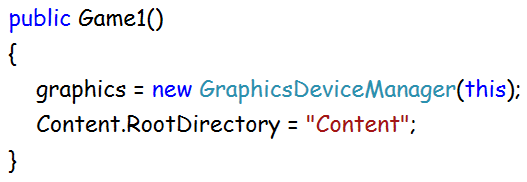 public Game1()
{
graphics = new GraphicsDeviceManager(this);
Content.RootDirectory = "Content";
}